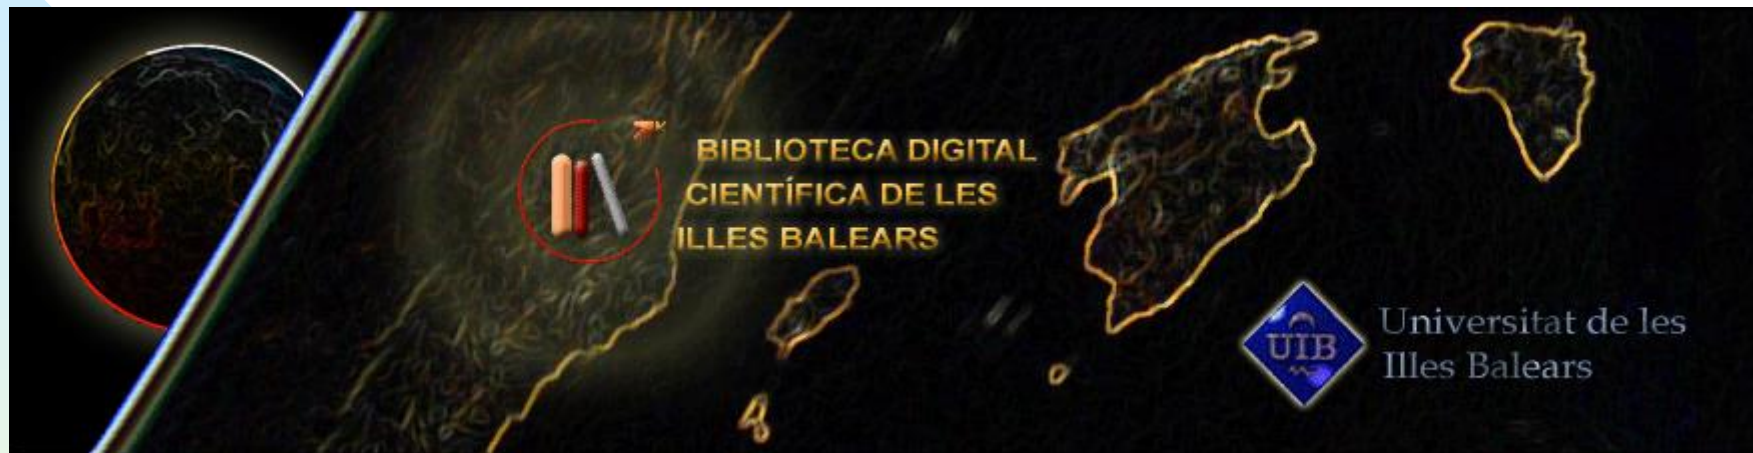 BIBLIOTECA DIGITAL
CIENTÍFICA DE LES
ILLES BALEARS
UIB
Universitat de les
Illes Balears